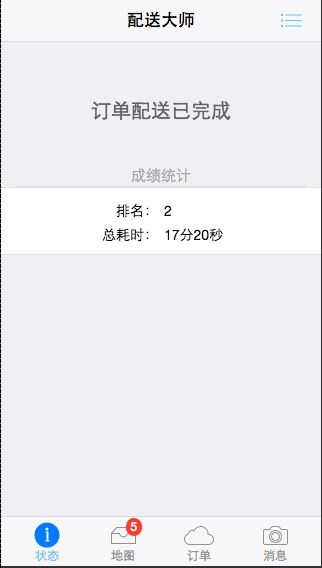 配送大师
订单配送已完成
成绩统计
排名： 2
总耗时： 17分20秒
5
状态 地图 订单 消息